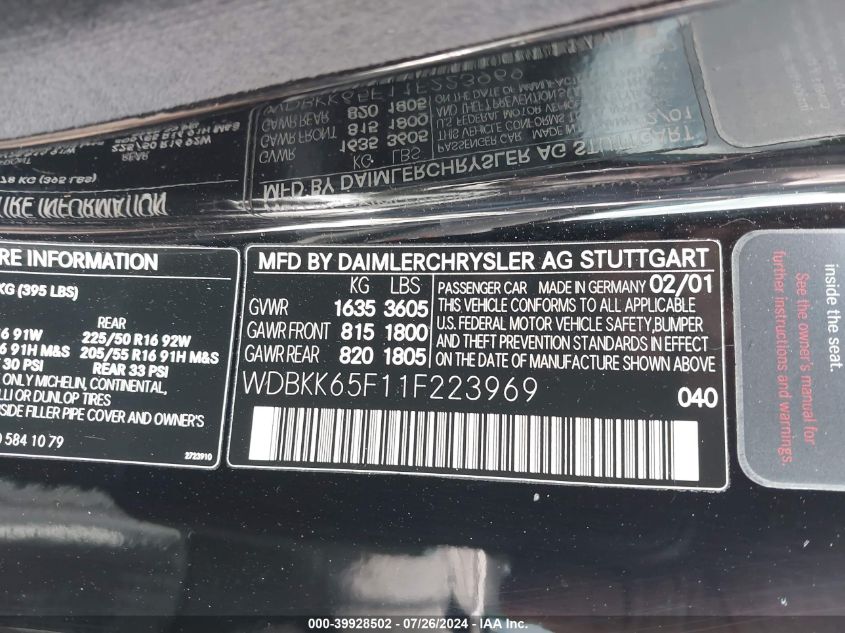 RE INFORMATION
KG (395 LBS)
REAR
6 91W 225/50 R16 92W
6 91H M&S 205/55 R16 91H M&S
30 PSI REAR 33 PSI
ONLY MICHELIN, CONTINENTAL,
LLI OR DUNLOP TIRES
SIDE FILLER PIPE COVER AND OWNER'S
0 584 10 79
2723910
MFD BY DAIMLERCHRYSLER AG STUTTGART
KG LBS
GVWR 1635 3605
GAWR FRONT 815 1800
GAWR REAR 820 1805
PASSENGER CAR MADE IN GERMANY 02/01
THIS VEHICLE CONFORMS TO ALL APPLICABLE
U.S. FEDERAL MOTOR VEHICLE SAFETY,BUMPER
AND THEFT PREVENTION STANDARDS IN EFFECT
ON THE DATE OF MANUFACTURE SHOWN ABOVE
WDBKK65F11F223969
040
inside the seat.
See the owner's manual for
further instructions and warnings.
000-39928502 - 07/26/2024 - IAA Inc.